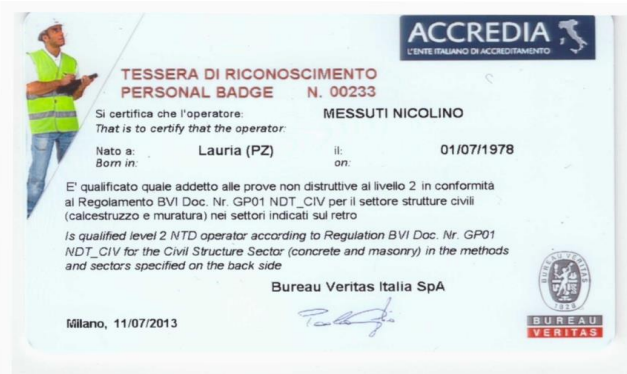 ACCREDIA
L'ENTE ITALIANO DI ACCREDITAMENTO
TESSERA DI RICONOSCIMENTO
PERSONAL BADGE N. 00233
Si certifica che l'operatore: MESSUTI NICOLINO
That is to certify that the operator:
Nato a: Lauria (PZ) il: 01/07/1978
Born in: on:
E' qualificato quale addetto alle prove non distruttive al livello 2 in conformità
al Regolamento BVI Doc. Nr. GP01 NDT_CIV per il settore strutture civili
(calcestruzzo e muratura) nei settori indicati sul retro
Is qualified level 2 NTD operator according to Regulation BVI Doc. Nr. GP01
NDT_CIV for the Civil Structure Sector (concrete and masonry) in the methods
and sectors specified on the back side
Bureau Veritas Italia SpA
Milano, 11/07/2013
BUREAU VERITAS
1828
BUREAU
VERITAS